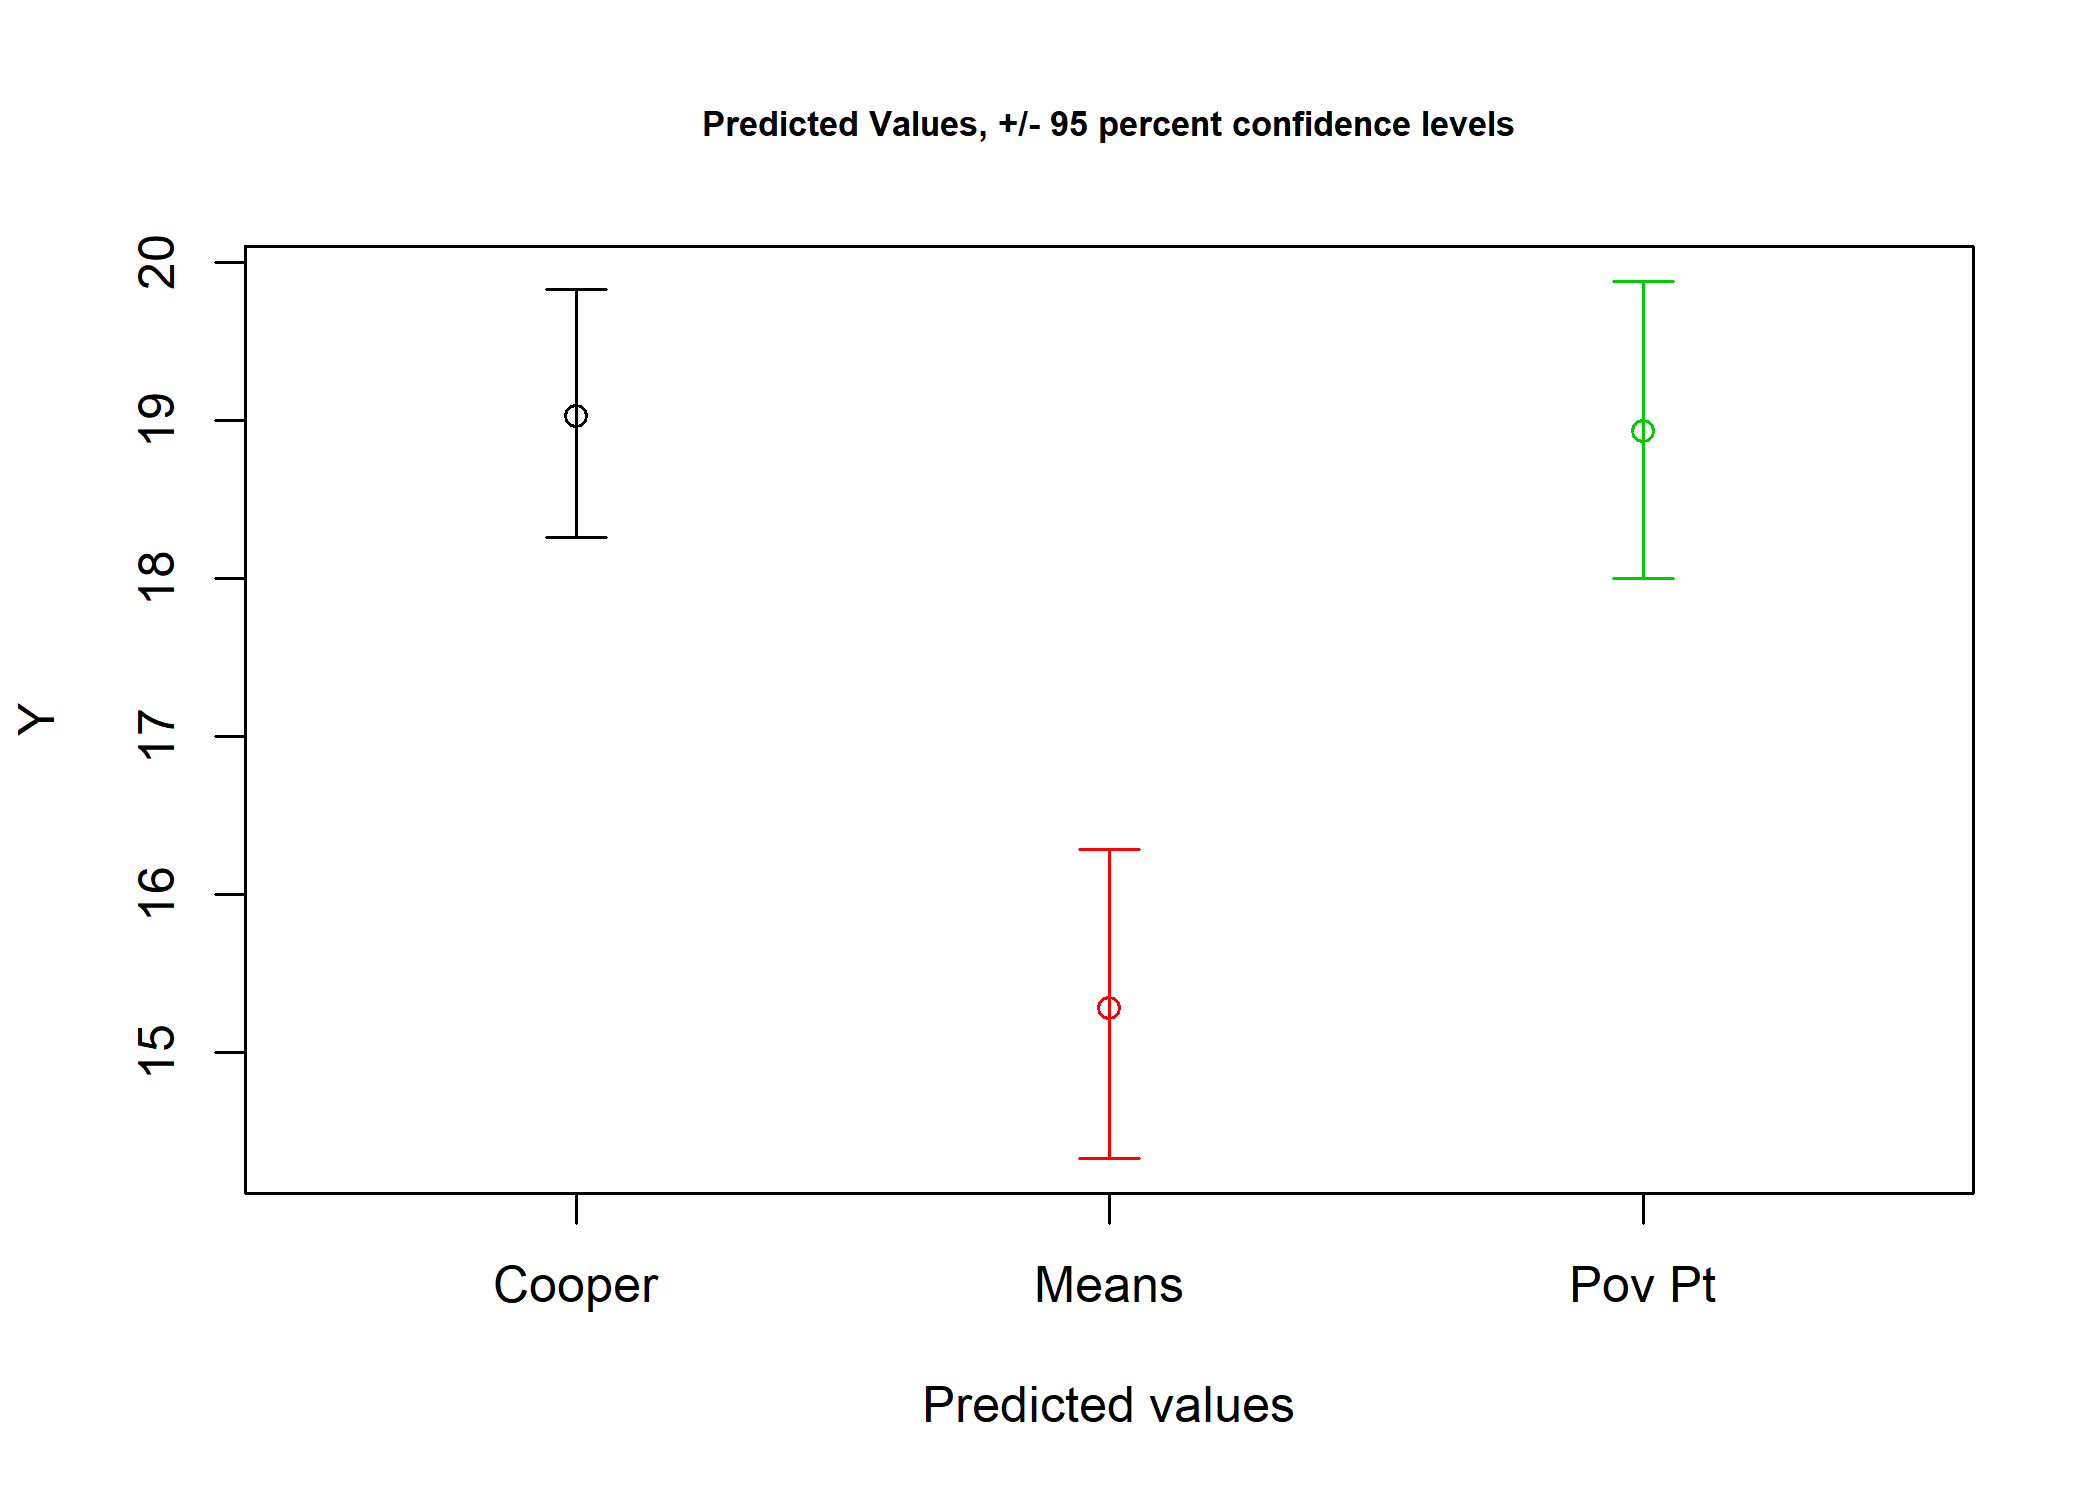 Predicted Values, +/- 95 percent confidence levels
20
19
18
17
16
15
Y
Cooper Means Pov Pt
Predicted values